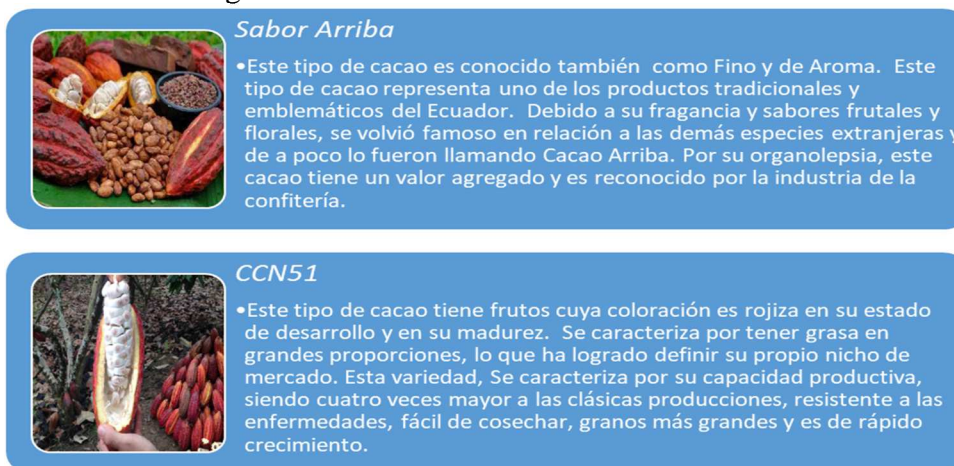 Sabor Arriba
•Este tipo de cacao es conocido también como Fino y de Aroma. Este
tipo de cacao representa uno de los productos tradicionales y
emblemáticos del Ecuador. Debido a su fragancia y sabores frutales y
florales, se volvió famoso en relación a las demás especies extranjeras y
de a poco lo fueron llamando Cacao Arriba. Por su organolepsia, este
cacao tiene un valor agregado y es reconocido por la industria de la
confitería.
CCN51
•Este tipo de cacao tiene frutos cuya coloración es rojiza en su estado
de desarrollo y en su madurez. Se caracteriza por tener grasa en
grandes proporciones, lo que ha logrado definir su propio nicho de
mercado. Esta variedad, Se caracteriza por su capacidad productiva,
siendo cuatro veces mayor a las clásicas producciones, resistente a las
enfermedades, fácil de cosechar, granos más grandes y es de rápido
crecimiento.